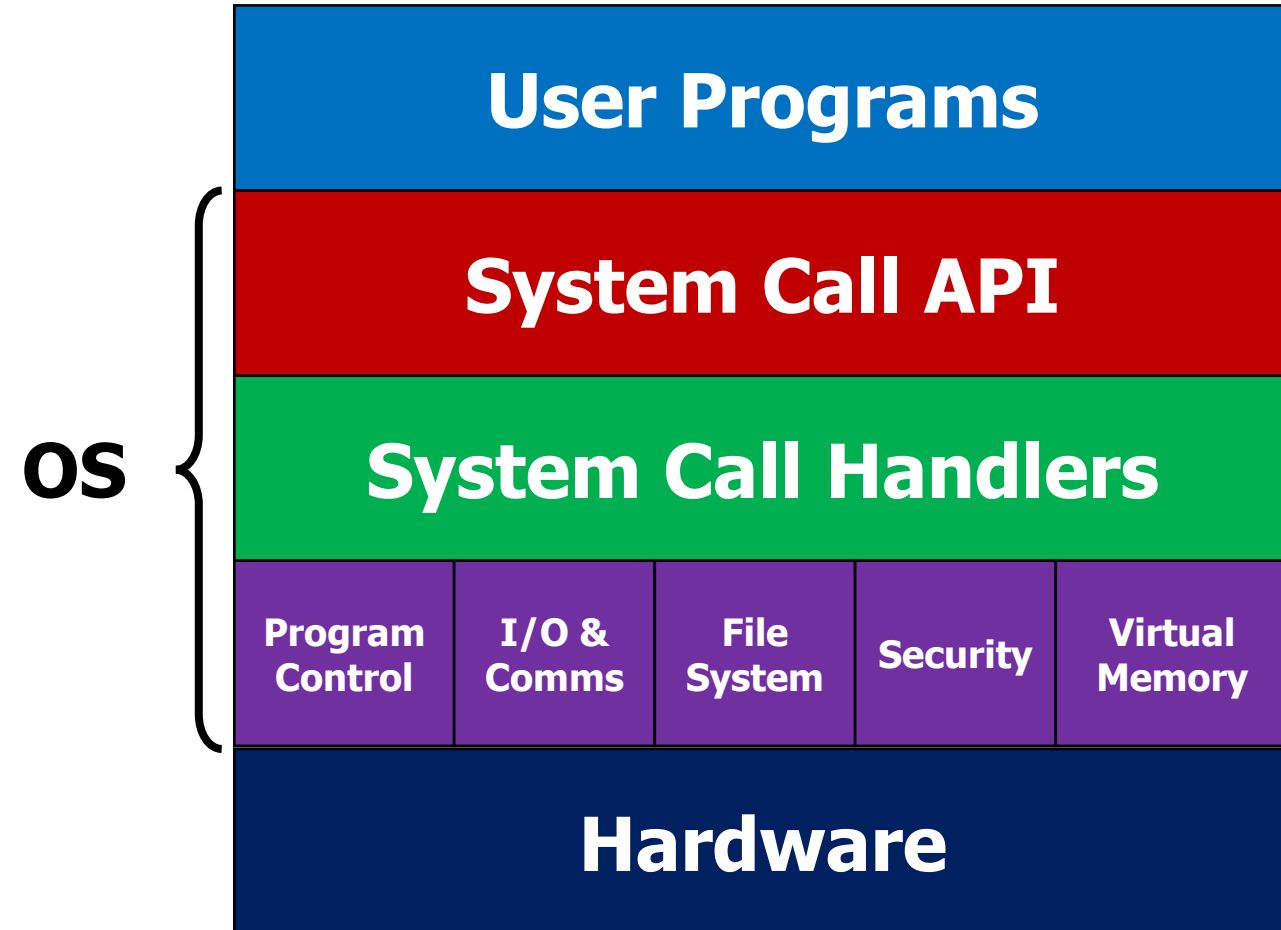 User Programs
System Call API
OS
System Call Handlers
Program
Control
I/O &
Comms
File
System
Security
Virtual
Memory
Hardware